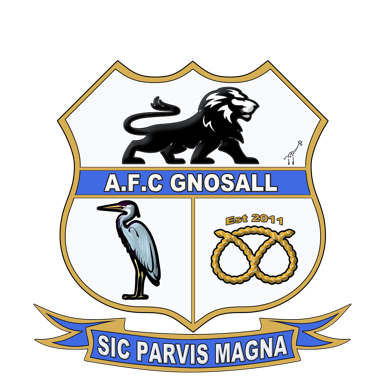 A.F.C GNOSALL
Est 2011
SIC PARVIS MAGNA